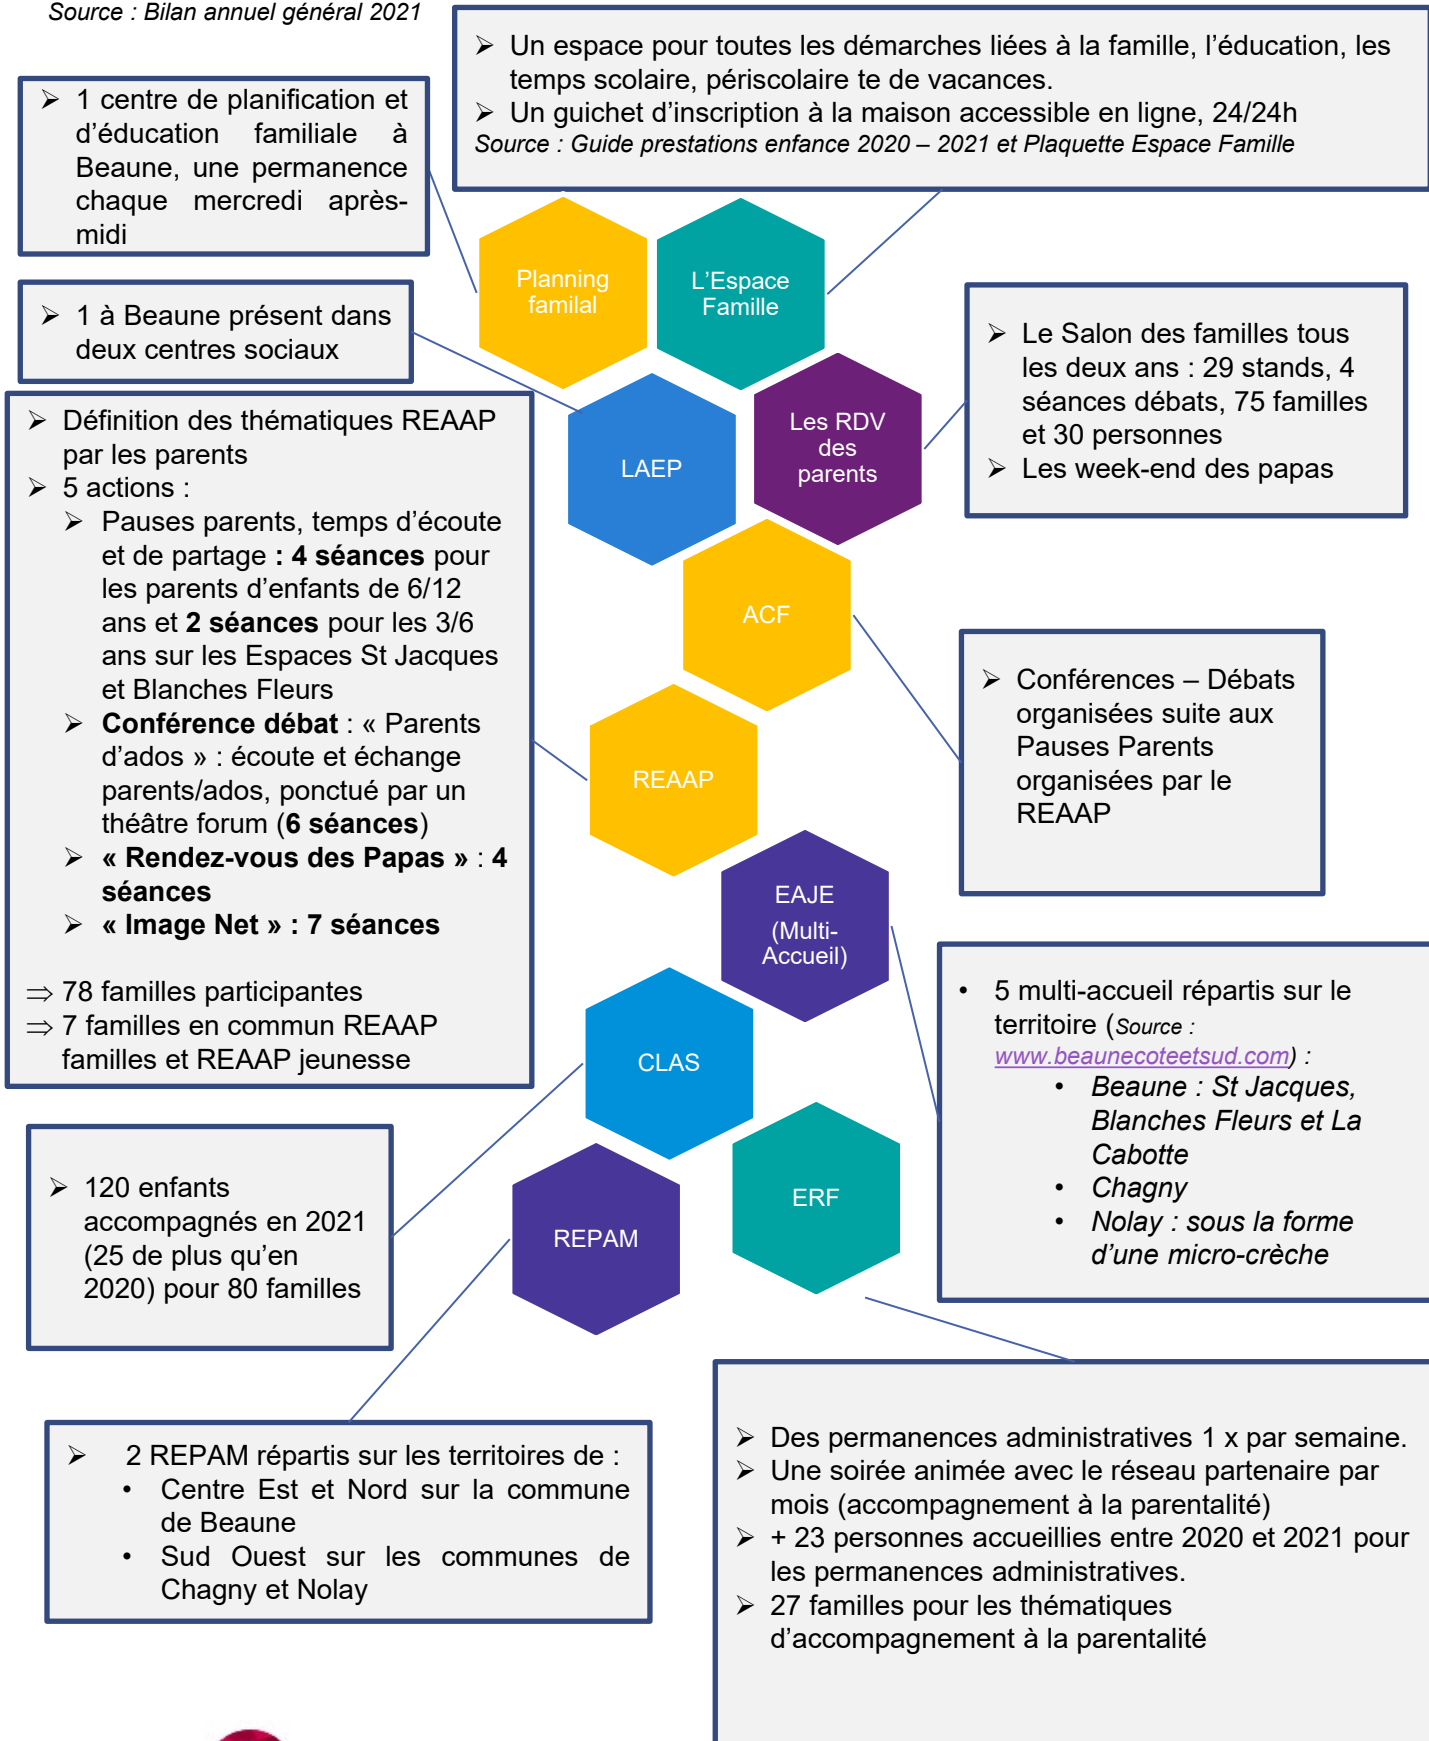 Source : Bilan annuel général 2021
➢ Un espace pour toutes les démarches liées à la famille, l’éducation, les
temps scolaire, périscolaire te de vacances.
➢ Un guichet d’inscription à la maison accessible en ligne, 24/24h
Source : Guide prestations enfance 2020 – 2021 et Plaquette Espace Famille
➢ 1 centre de planification et
d’éducation familiale à
Beaune, une permanence
chaque mercredi après-
midi
Planning
familal
L’Espace
Famille
➢ 1 à Beaune présent dans
deux centres sociaux
➢ Le Salon des familles tous
les deux ans : 29 stands, 4
séances débats, 75 familles
et 30 personnes
➢ Les week-end des papas
Les RDV
des
parents
LAEP
➢ Définition des thématiques REAAP
par les parents
➢ 5 actions :
➢ Pauses parents, temps d’écoute
et de partage : 4 séances pour
les parents d’enfants de 6/12
ans et 2 séances pour les 3/6
ans sur les Espaces St Jacques
et Blanches Fleurs
➢ Conférence débat : « Parents
d’ados » : écoute et échange
parents/ados, ponctué par un
théâtre forum (6 séances)
➢ « Rendez-vous des Papas » : 4
séances
➢ « Image Net » : 7 séances
⇒ 78 familles participantes
⇒ 7 familles en commun REAAP
familles et REAAP jeunesse
ACF
➢ Conférences – Débats
organisées suite aux
Pauses Parents
organisées par le
REAAP
REAAP
EAJE
(Multi-
Accueil)
• 5 multi-accueil répartis sur le
territoire (Source :
www.beaunecoteetsud.com) :
• Beaune : St Jacques,
Blanches Fleurs et La
Cabotte
• Chagny
• Nolay : sous la forme
d’une micro-crèche
CLAS
➢ 120 enfants
accompagnés en 2021
(25 de plus qu’en
2020) pour 80 familles
ERF
REPAM
➢ 2 REPAM répartis sur les territoires de :
• Centre Est et Nord sur la commune
de Beaune
• Sud Ouest sur les communes de
Chagny et Nolay
➢ Des permanences administratives 1 x par semaine.
➢ Une soirée animée avec le réseau partenaire par
mois (accompagnement à la parentalité)
➢ + 23 personnes accueillies entre 2020 et 2021 pour
les permanences administratives.
➢ 27 familles pour les thématiques
d’accompagnement à la parentalité